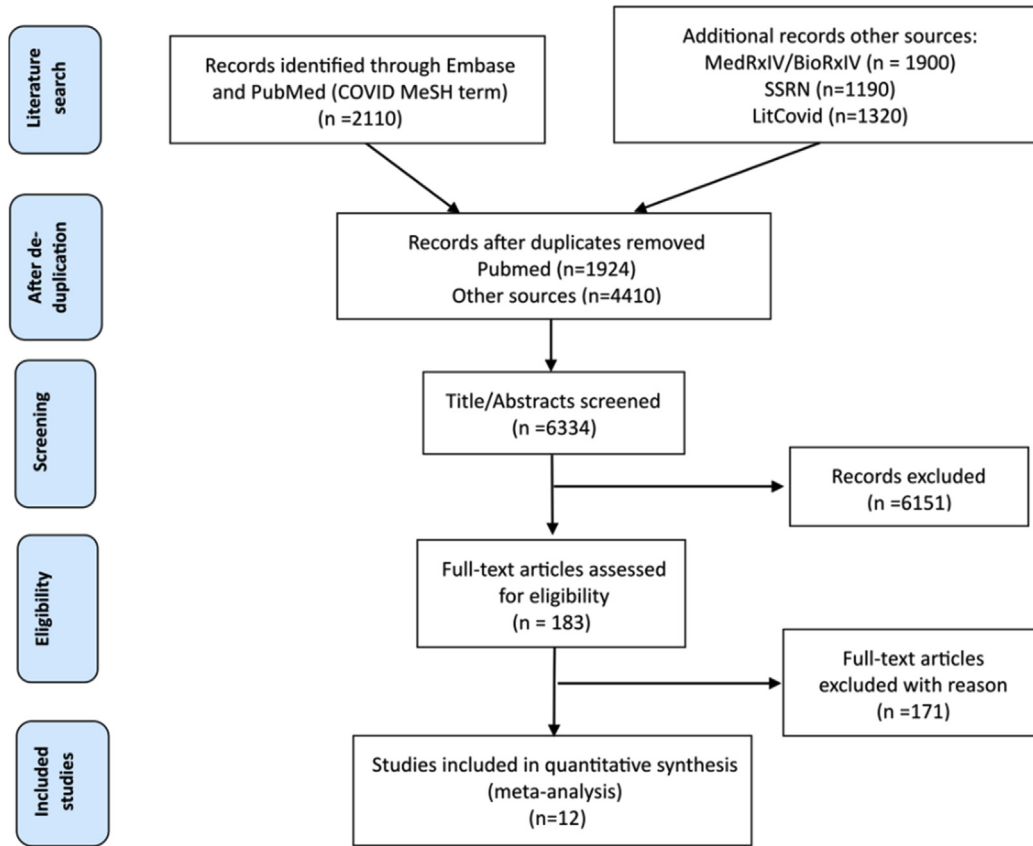 Literature
search
Records identified through Embase
and PubMed (COVID MeSH term)
(n =2110)
Additional records other sources:
MedRxIV/BioRxIV (n = 1900)
SSRN (n=1190)
LitCovid (n=1320)
After de-
duplication
Records after duplicates removed
Pubmed (n=1924)
Other sources (n=4410)
Screening
Title/Abstracts screened
(n =6334)
Records excluded
(n =6151)
Eligibility
Full-text articles assessed
for eligibility
(n = 183)
Full-text articles
excluded with reason
(n =171)
Included
studies
Studies included in quantitative synthesis
(meta-analysis)
(n=12)